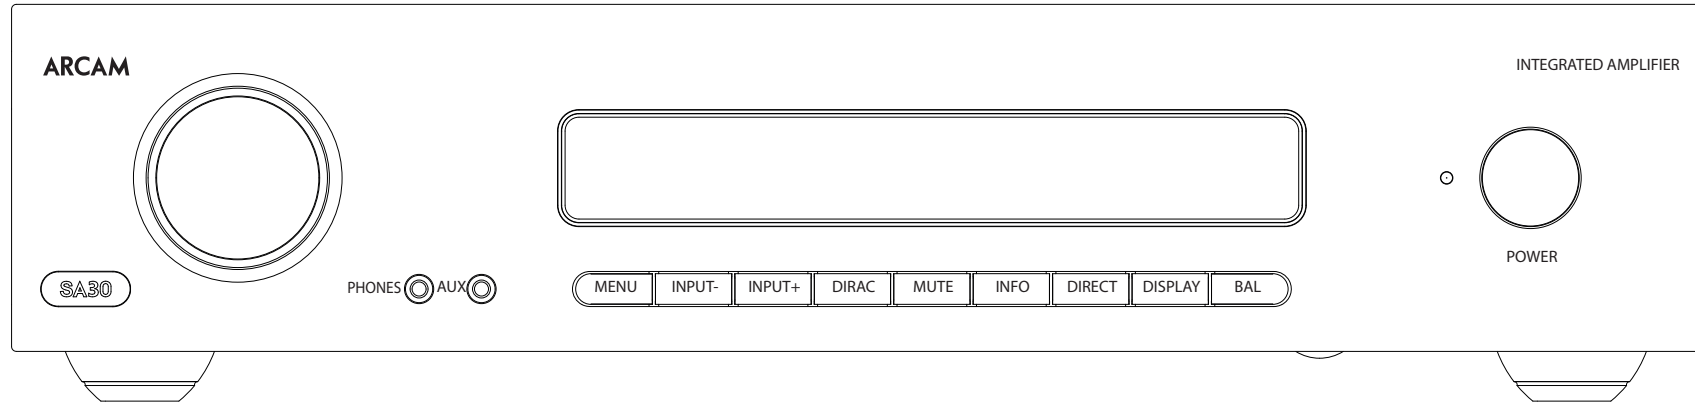 ARCAM
INTEGRATED AMPLIFIER
POWER
SA30
PHONES AUX
MENU INPUT- INPUT+ DIRAC MUTE INFO DIRECT DISPLAY BAL